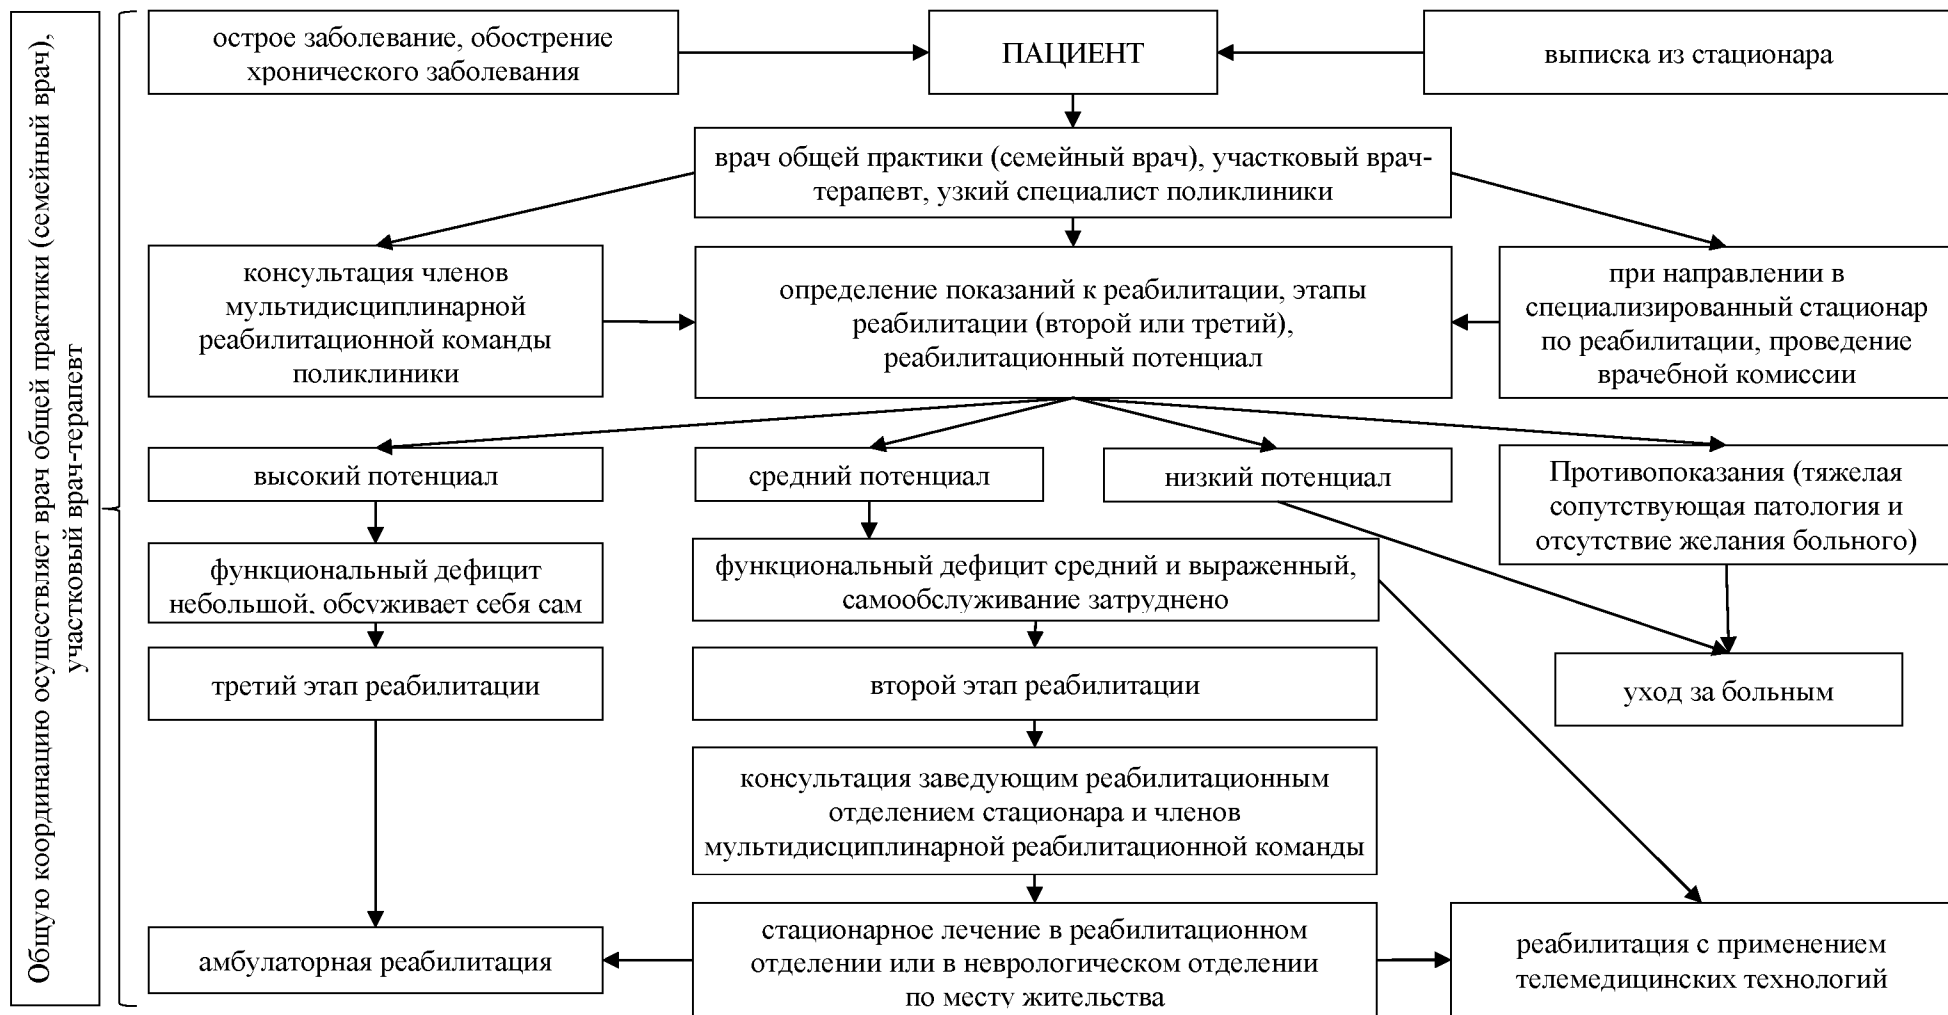 Общую координацию осуществляет врач общей практики (семейный врач),
участковый врач-терапевт
острое заболевание, обострение
хронического заболевания
ПАЦИЕНТ
выписка из стационара
врач общей практики (семейный врач), участковый врач-
терапевт, узкий специалист поликлиники
консультация членов
мультидисциплинарной
реабилитационной команды
поликлиники
определение показаний к реабилитации, этапы
реабилитации (второй или третий),
реабилитационный потенциал
при направлении в
специализированный стационар
по реабилитации, проведение
врачебной комиссии
высокий потенциал
средний потенциал
низкий потенциал
Противопоказания (тяжелая
сопутствующая патология и
отсутствие желания больного)
функциональный дефицит
небольшой, обсуживает себя сам
функциональный дефицит средний и выраженный,
самообслуживание затруднено
третий этап реабилитации
второй этап реабилитации
уход за больным
консультация заведующим реабилитационным
отделением стационара и членов
мультидисциплинарной реабилитационной команды
амбулаторная реабилитация
стационарное лечение в реабилитационном
отделении или в неврологическом отделении
по месту жительства
реабилитация с применением
телемедицинских технологий